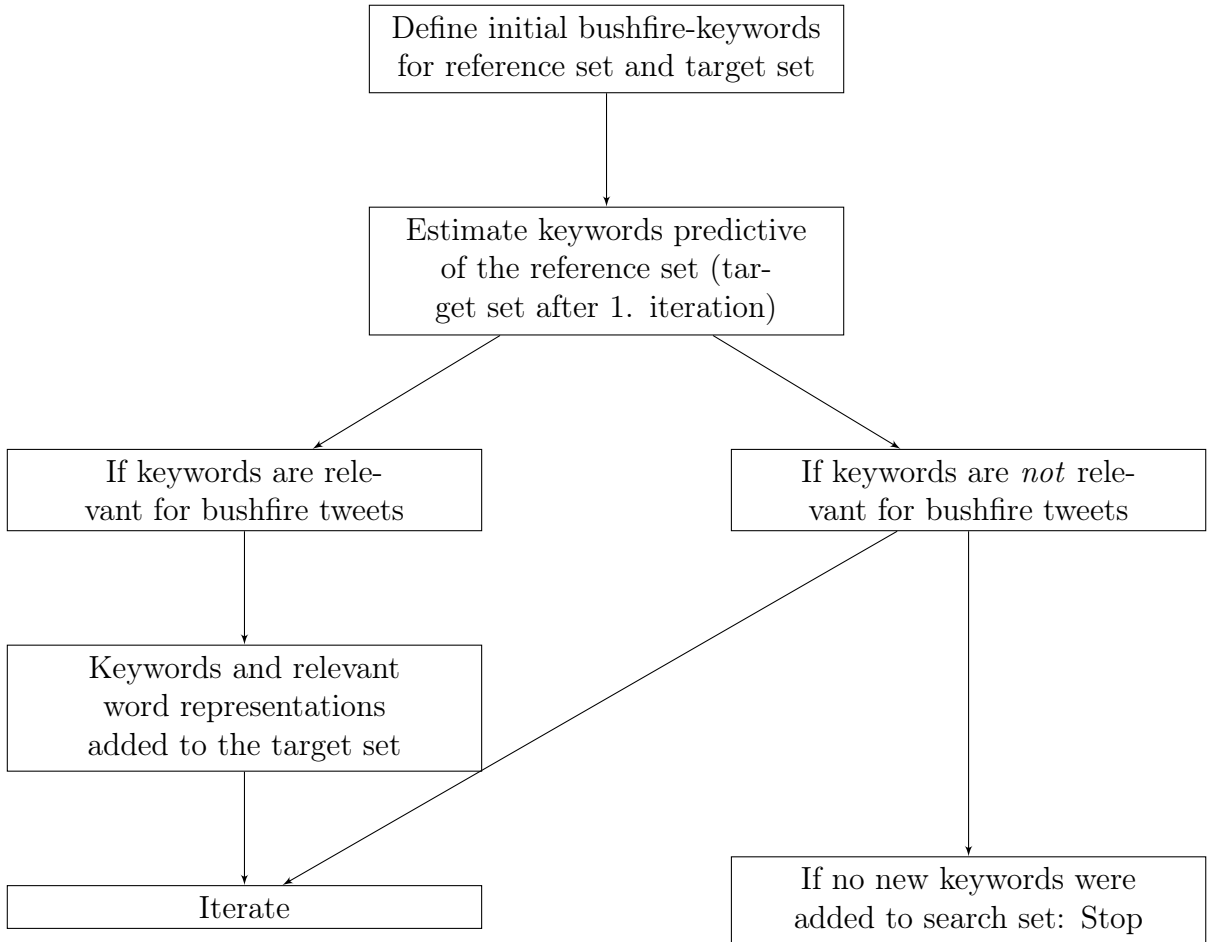 Define initial bushfire-keywords
for reference set and target set
Estimate keywords predictive
of the reference set (tar-
get set after 1. iteration)
If keywords are rele-
vant for bushfire tweets
If keywords are not rele-
vant for bushfire tweets
Keywords and relevant
word representations
added to the target set
Iterate
If no new keywords were
added to search set: Stop